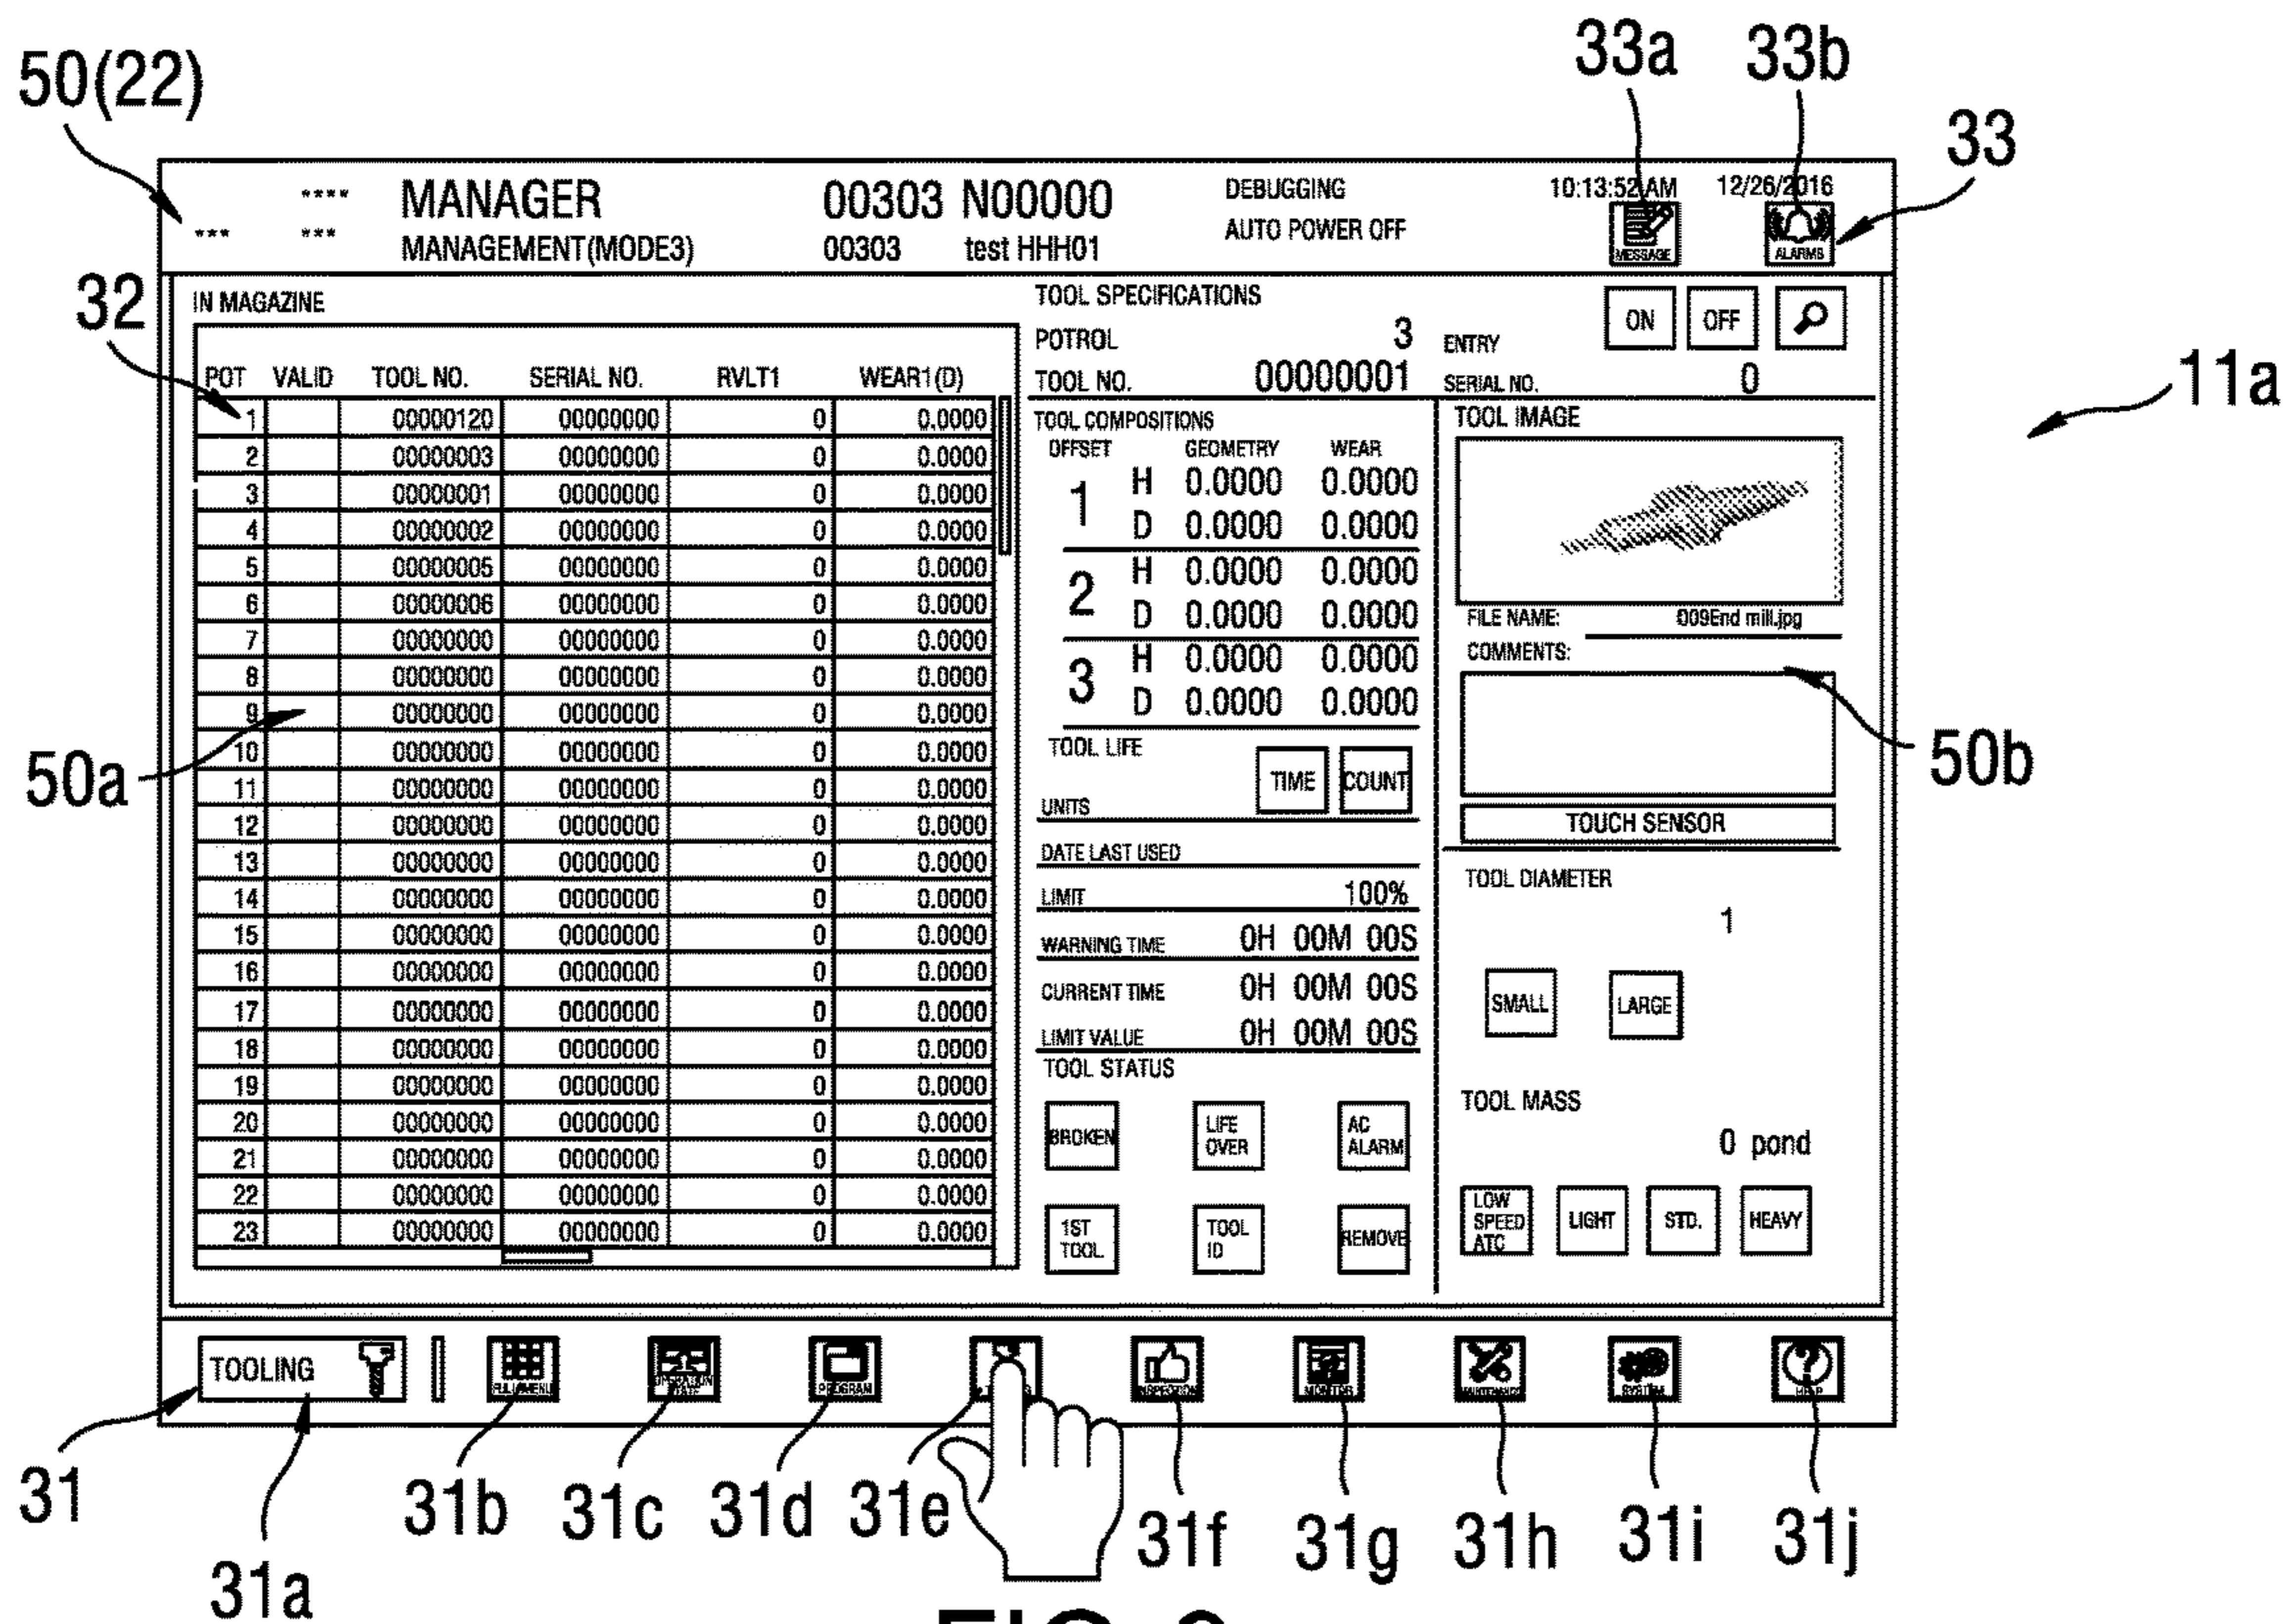 33a 33b
50(22)
33
**** MANAGER 00303 N00000 DEBUGGING 10:13:52 AM 12/26/2016
*** *** MANAGEMENT(MODE3) 00303 test HHH01 AUTO POWER OFF MESSAGE ALARMS
32
11a
IN MAGAZINE
POT VALID TOOL NO. SERIAL NO. RVLT1 WEAR1(D)
1 00000120 00000000 0 0.0000
2 00000003 00000000 0 0.0000
3 00000001 00000000 0 0.0000
4 00000002 00000000 0 0.0000
5 00000005 00000000 0 0.0000
6 00000006 00000000 0 0.0000
7 00000000 00000000 0 0.0000
8 00000000 00000000 0 0.0000
9 00000000 00000000 0 0.0000
10 00000000 00000000 0 0.0000
11 00000000 00000000 0 0.0000
12 00000000 00000000 0 0.0000
13 00000000 00000000 0 0.0000
14 00000000 00000000 0 0.0000
15 00000000 00000000 0 0.0000
16 00000000 00000000 0 0.0000
17 00000000 00000000 0 0.0000
18 00000000 00000000 0 0.0000
19 00000000 00000000 0 0.0000
20 00000000 00000000 0 0.0000
21 00000000 00000000 0 0.0000
22 00000000 00000000 0 0.0000
23 00000000 00000000 0 0.0000
50a
TOOL SPECIFICATIONS
POTROL 3 ENTRY ON OFF
TOOL NO. 00000001 SERIAL NO. 0
TOOL COMPOSITIONS
OFFSET GEOMETRY WEAR
1 H 0.0000 0.0000
D 0.0000 0.0000
2 H 0.0000 0.0000
D 0.0000 0.0000
3 H 0.0000 0.0000
D 0.0000 0.0000
TOOL LIFE
UNITS TIME COUNT
DATE LAST USED
LIMIT 100%
WARNING TIME 0H 00M 00S
CURRENT TIME 0H 00M 00S
LIMIT VALUE 0H 00M 00S
TOOL STATUS
BROKEN LIFE OVER AC ALARM
1ST TOOL TOOL ID REMOVE
TOOL IMAGE
FILE NAME: 009End mill.jpg
COMMENTS:
50b
TOUCH SENSOR
TOOL DIAMETER
1
SMALL LARGE
TOOL MASS
0 pond
LOW SPEED ATC LIGHT STD. HEAVY
TOOLING FULL MENU OPERATION STATE PROGRAM INSPECTION MONITOR MAINTENANCE SYSTEM HELP
31 31b 31c 31d 31e 31f 31g 31h 31i 31j
31a